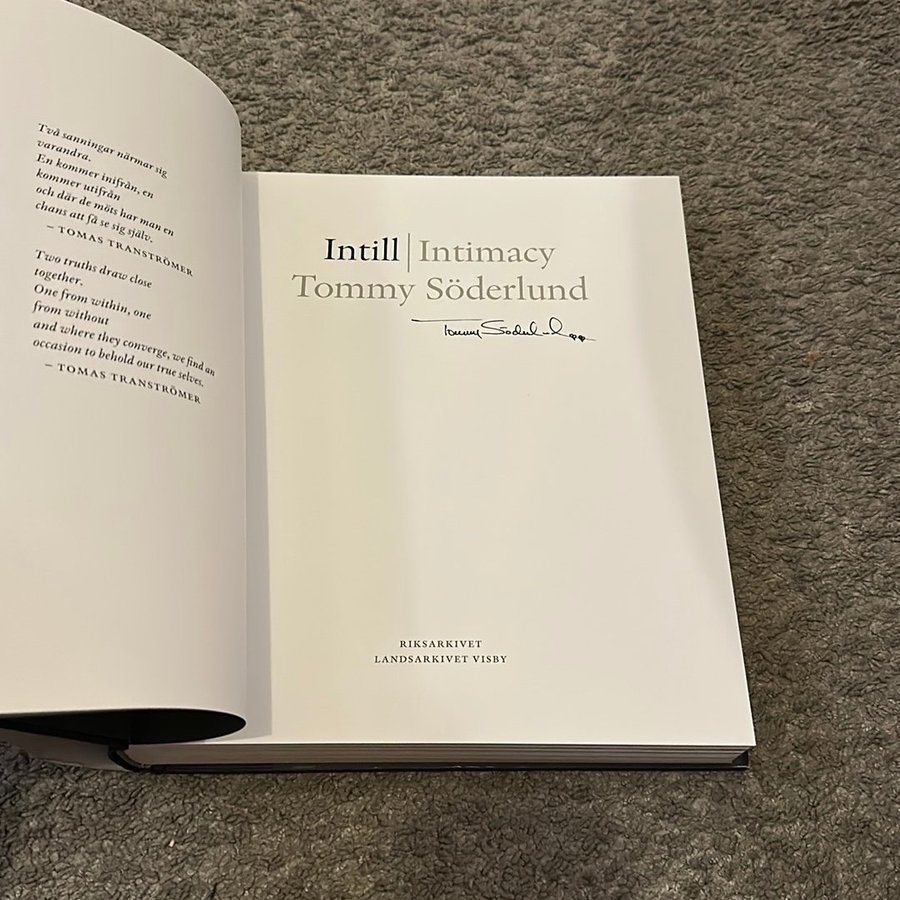 Två sanningar närmar sig
varandra.
En kommer inifrån, en
kommer utifrån
och där de möts har man en
chans att få se sig själv.
– TOMAS TRANSTRÖMER
Two truths draw close
together.
One from within, one
from without
and where they converge, we find an
occasion to behold our true selves.
– TOMAS TRANSTRÖMER
Intill | Intimacy
Tommy Söderlund
Tommy Söderlund
RIKSARKIVET
LANDSARKIVET VISBY